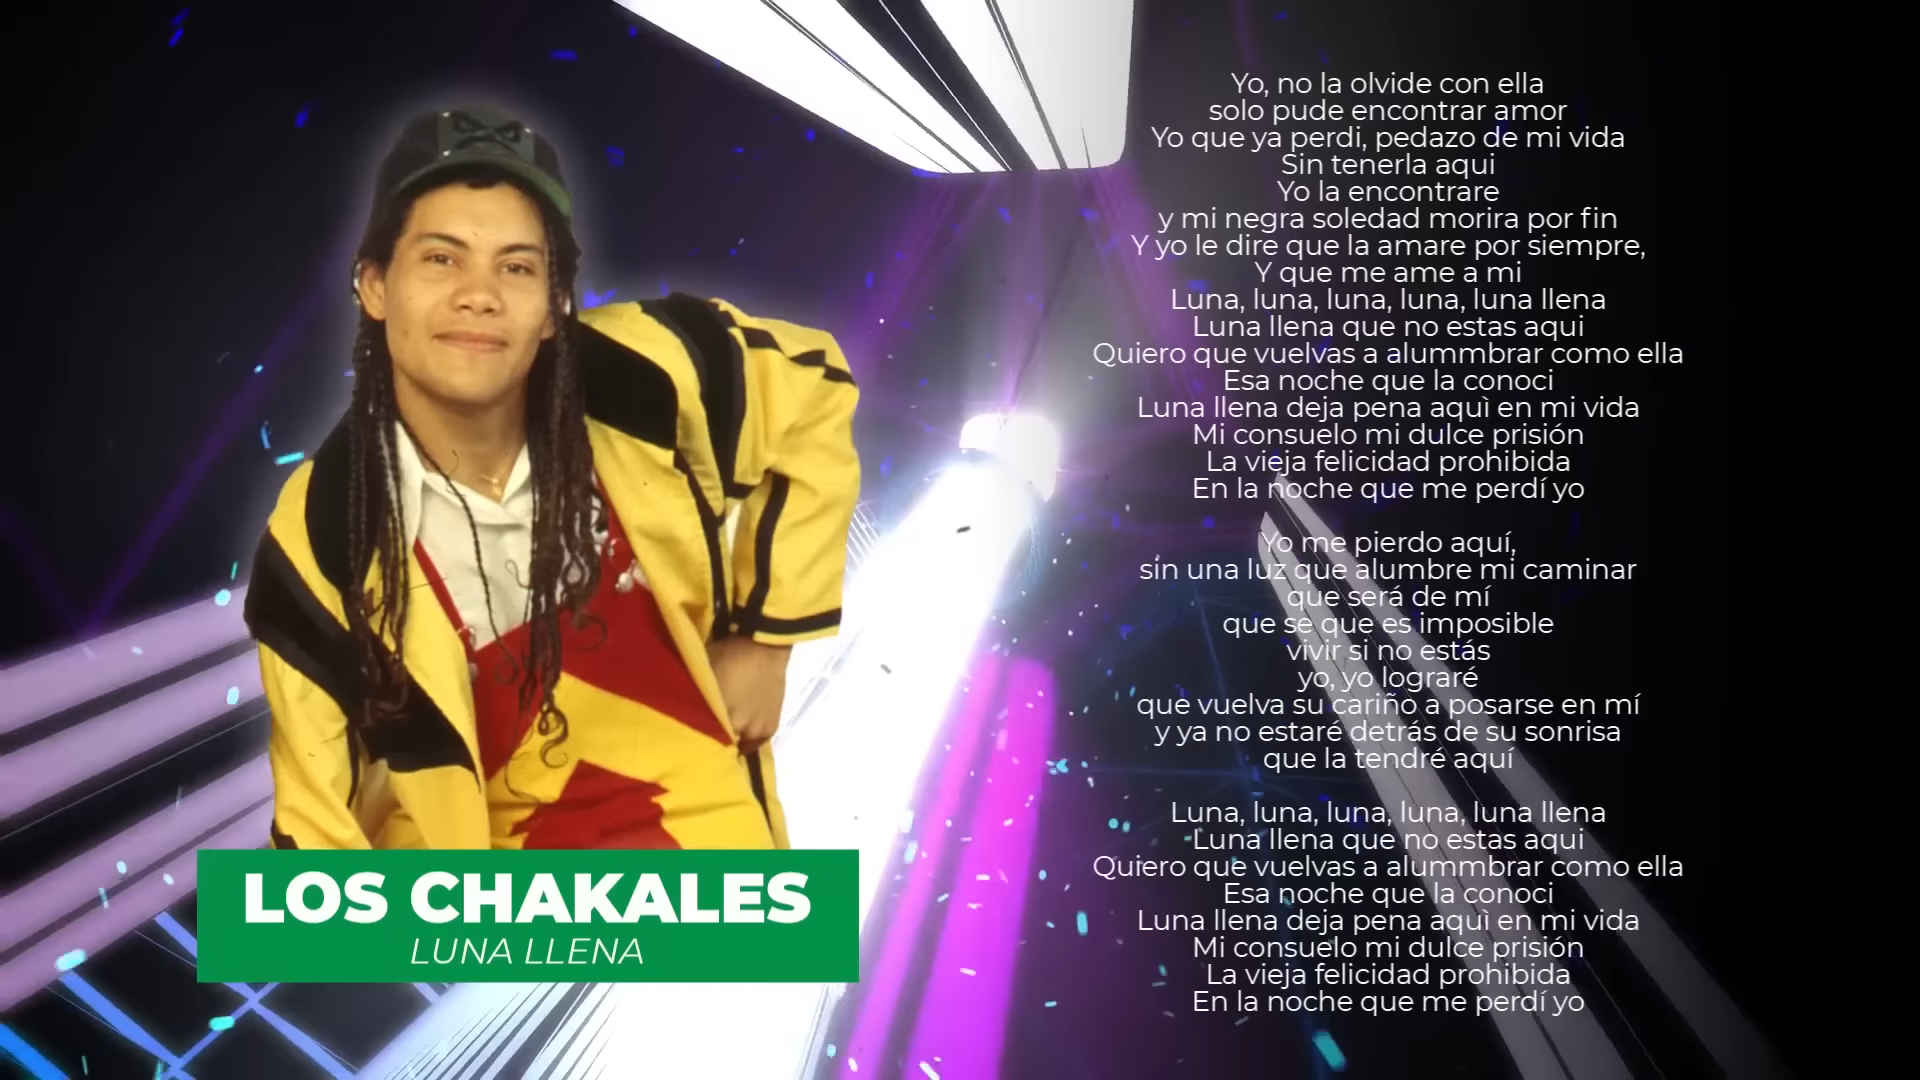 Yo, no la olvide con ella
solo pude encontrar amor
Yo que ya perdi, pedazo de mi vida
Sin tenerla aqui
Yo la encontrare
y mi negra soledad morira por fin
Y yo le dire que la amare por siempre,
Y que me ame a mi
Luna, luna, luna, luna, luna llena
Luna llena que no estas aqui
Quiero que vuelvas a alummbrar como ella
Esa noche que la conoci
Luna llena deja pena aquì en mi vida
Mi consuelo mi dulce prisión
La vieja felicidad prohibida
En la noche que me perdí yo
Yo me pierdo aquí,
sin una luz que alumbre mi caminar
que será de mí
que se que es imposible
vivir si no estás
yo, yo lograré
que vuelva su cariño a posarse en mí
y ya no estaré detrás de su sonrisa
que la tendré aquí
Luna, luna, luna, luna, luna llena
Luna llena que no estas aqui
Quiero que vuelvas a alummbrar como ella
Esa noche que la conoci
Luna llena deja pena aquì en mi vida
Mi consuelo mi dulce prisión
La vieja felicidad prohibida
En la noche que me perdí yo
LOS CHAKALES
LUNA LLENA